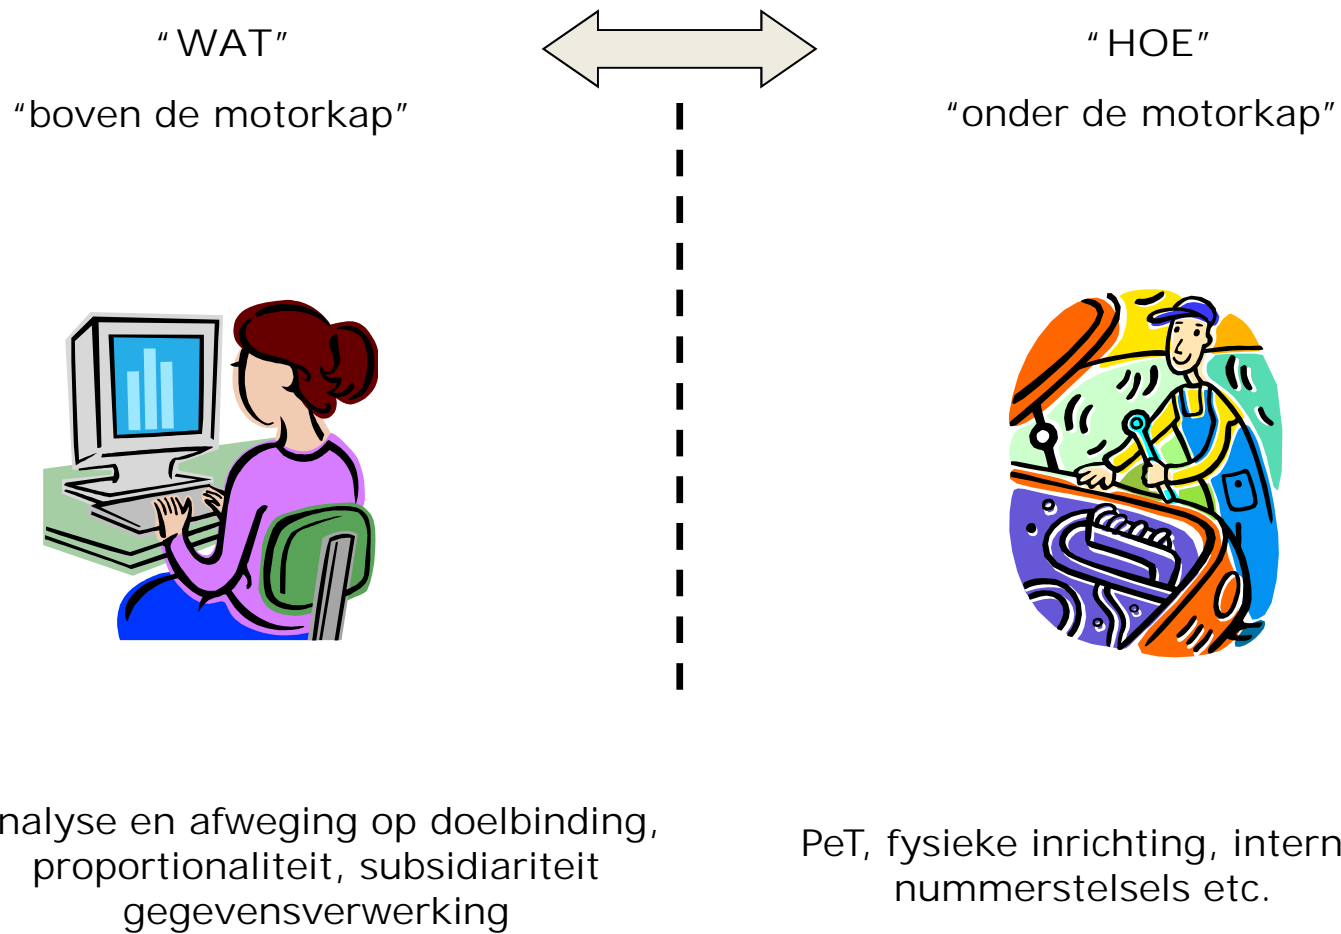 “WAT”
“HOE”
“boven de motorkap”
“onder de motorkap”
nalyse en afweging op doelbinding,
proportionaliteit, subsidiariteit
gegevensverwerking
PeT, fysieke inrichting, intern
nummerstelsels etc.